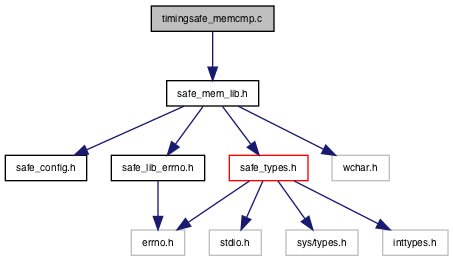 timingsafe_memcmp.c
safe_mem_lib.h
safe_config.h
safe_lib_errno.h
safe_types.h
wchar.h
errno.h
stdio.h
sys/types.h
inttypes.h